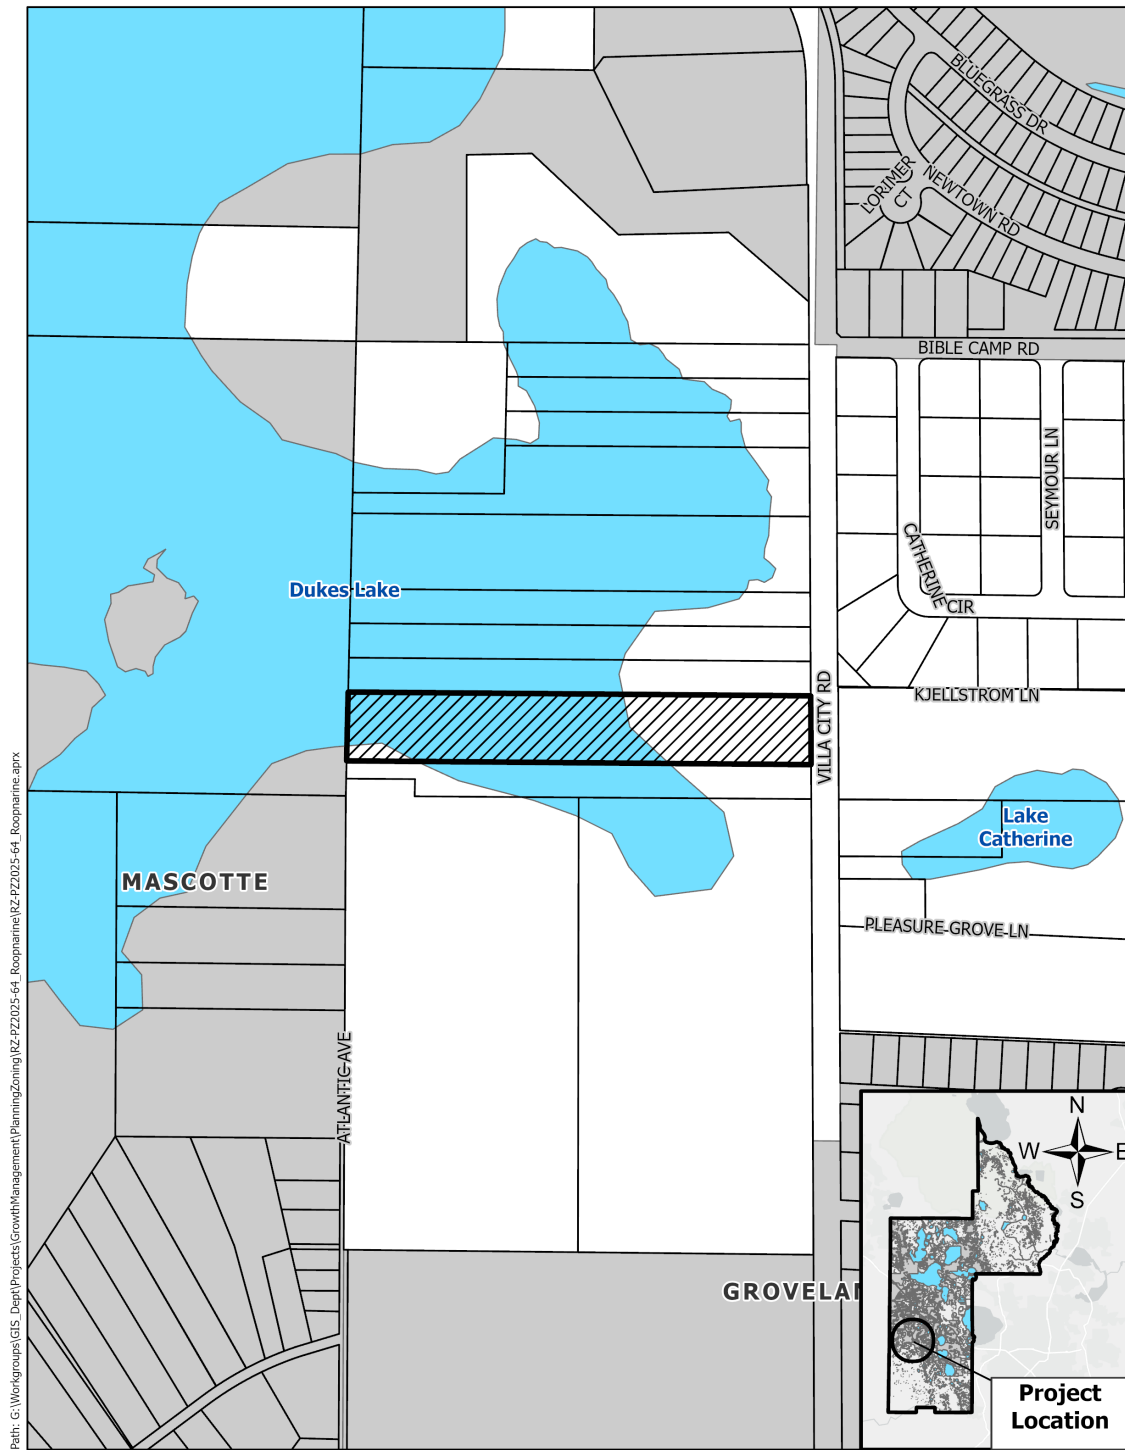 BLUEGRASS DR
LORIMER
CT
NEWTOWN RD
BIBLE CAMP RD
SEYMOUR LN
CATHERINE
CIR
Dukes Lake
VILLA CITY RD
KJELLSTROM LN
Lake
Catherine
MASCOTTE
PLEASURE GROVE LN
ATLANTIC AVE
GROVELAN
N
W
E
S
Project
Location
Path: G:\Workgroups\GIS_Dept\Projects\GrowthManagement\PlanningZoning\RZ-PZ2025-64_Roopnarine\RZ-PZ2025-64_Roopnarine.aprx